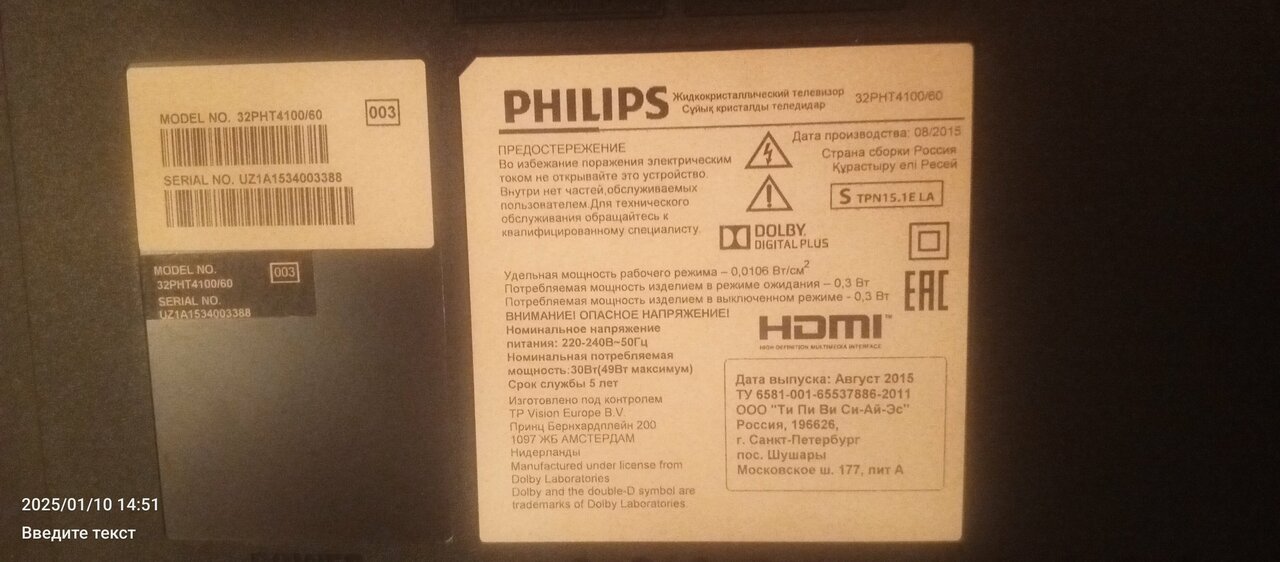 MODEL NO. 32PHT4100/60
003
SERIAL NO. UZ1A1534003388
MODEL NO.
32PHT4100/60
003
SERIAL NO.
UZ1A1534003388
PHILIPS
Жидкокристаллический телевизор
Сұйық кристалды теледидар
32PHT4100/60
ПРЕДОСТЕРЕЖЕНИЕ
Во избежание поражения электрическим
током не открывайте это устройство.
Внутри нет частей,обслуживаемых
пользователем.Для технического
обслуживания обращайтесь к
квалифицированному специалисту.
Дата производства: 08/2015
Страна сборки Россия
Құрастыру елі Ресей
S TPN15.1E LA
DOLBY
DIGITAL PLUS
Удельная мощность рабочего режима – 0,0106 Вт/см2
Потребляемая мощность изделием в режиме ожидания – 0,3 Вт
Потребляемая мощность изделием в выключенном режиме - 0,3 Вт
ВНИМАНИЕ! ОПАСНОЕ НАПРЯЖЕНИЕ!
Номинальное напряжение
питания: 220-240В~50Гц
Номинальная потребляемая
мощность:30Вт(49Вт максимум)
Срок службы 5 лет
EAC
HDMI™
HIGH DEFINITION MULTIMEDIA INTERFACE
Изготовлено под контролем
TP Vision Europe B.V.
Принц Бернхардплейн 200
1097 ЖБ АМСТЕРДАМ
Нидерланды
Manufactured under license from
Dolby Laboratories
Dolby and the double-D symbol are
trademarks of Dolby Laboratories.
Дата выпуска: Август 2015
ТУ 6581-001-65537886-2011
ООО "Ти Пи Ви Си-Ай-Эс"
Россия, 196626,
г. Санкт-Петербург
пос. Шушары
Московское ш. 177, лит А
2025/01/10 14:51
Введите текст